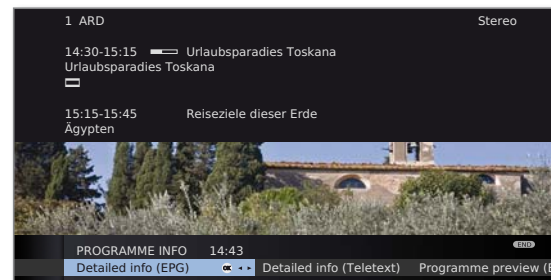 1 ARD Stereo
14:30-15:15 Urlaubsparadies Toskana
Urlaubsparadies Toskana
15:15-15:45 Reiseziele dieser Erde
Ägypten
END
PROGRAMME INFO 14:43
Detailed info (EPG) OK Detailed info (Teletext) Programme preview (E